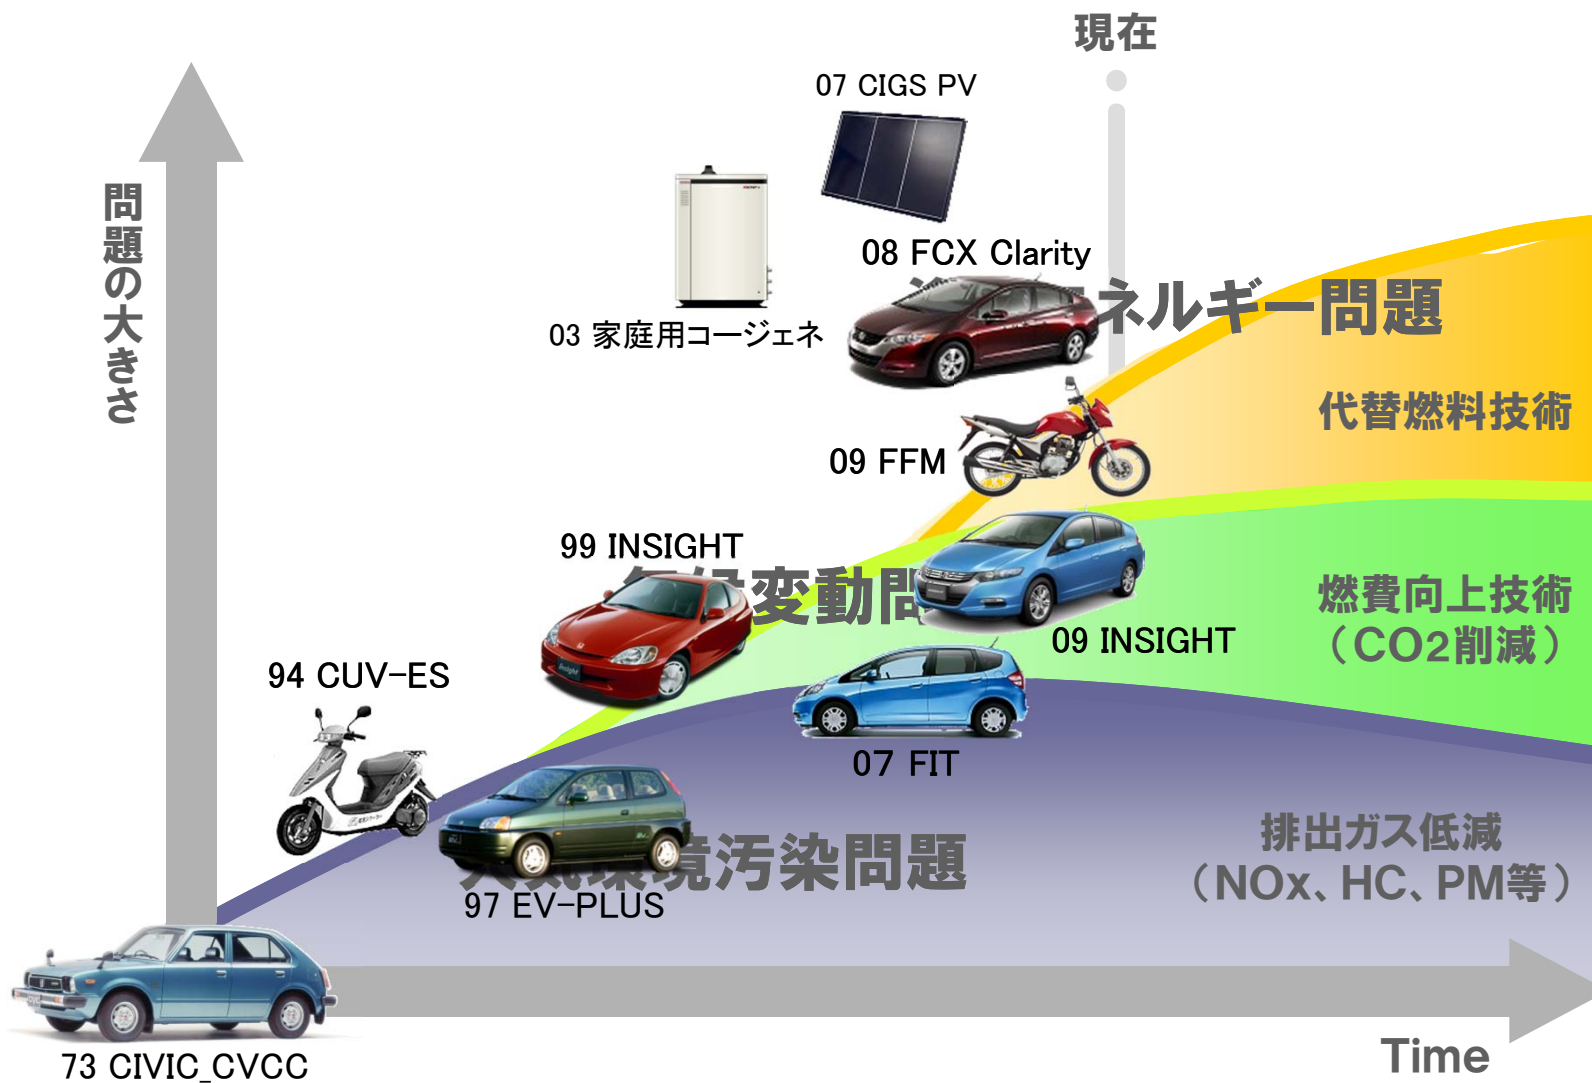 現在
07 CIGS PV
問題の大きさ
08 FCX Clarity
エネルギー問題
03 家庭用コージェネ
代替燃料技術
09 FFM
99 INSIGHT
変動問
燃費向上技術
（CO2削減）
09 INSIGHT
94 CUV-ES
07 FIT
排出ガス低減
（NOx、HC、PM等）
大気環境汚染問題
97 EV-PLUS
Time
73 CIVIC_CVCC